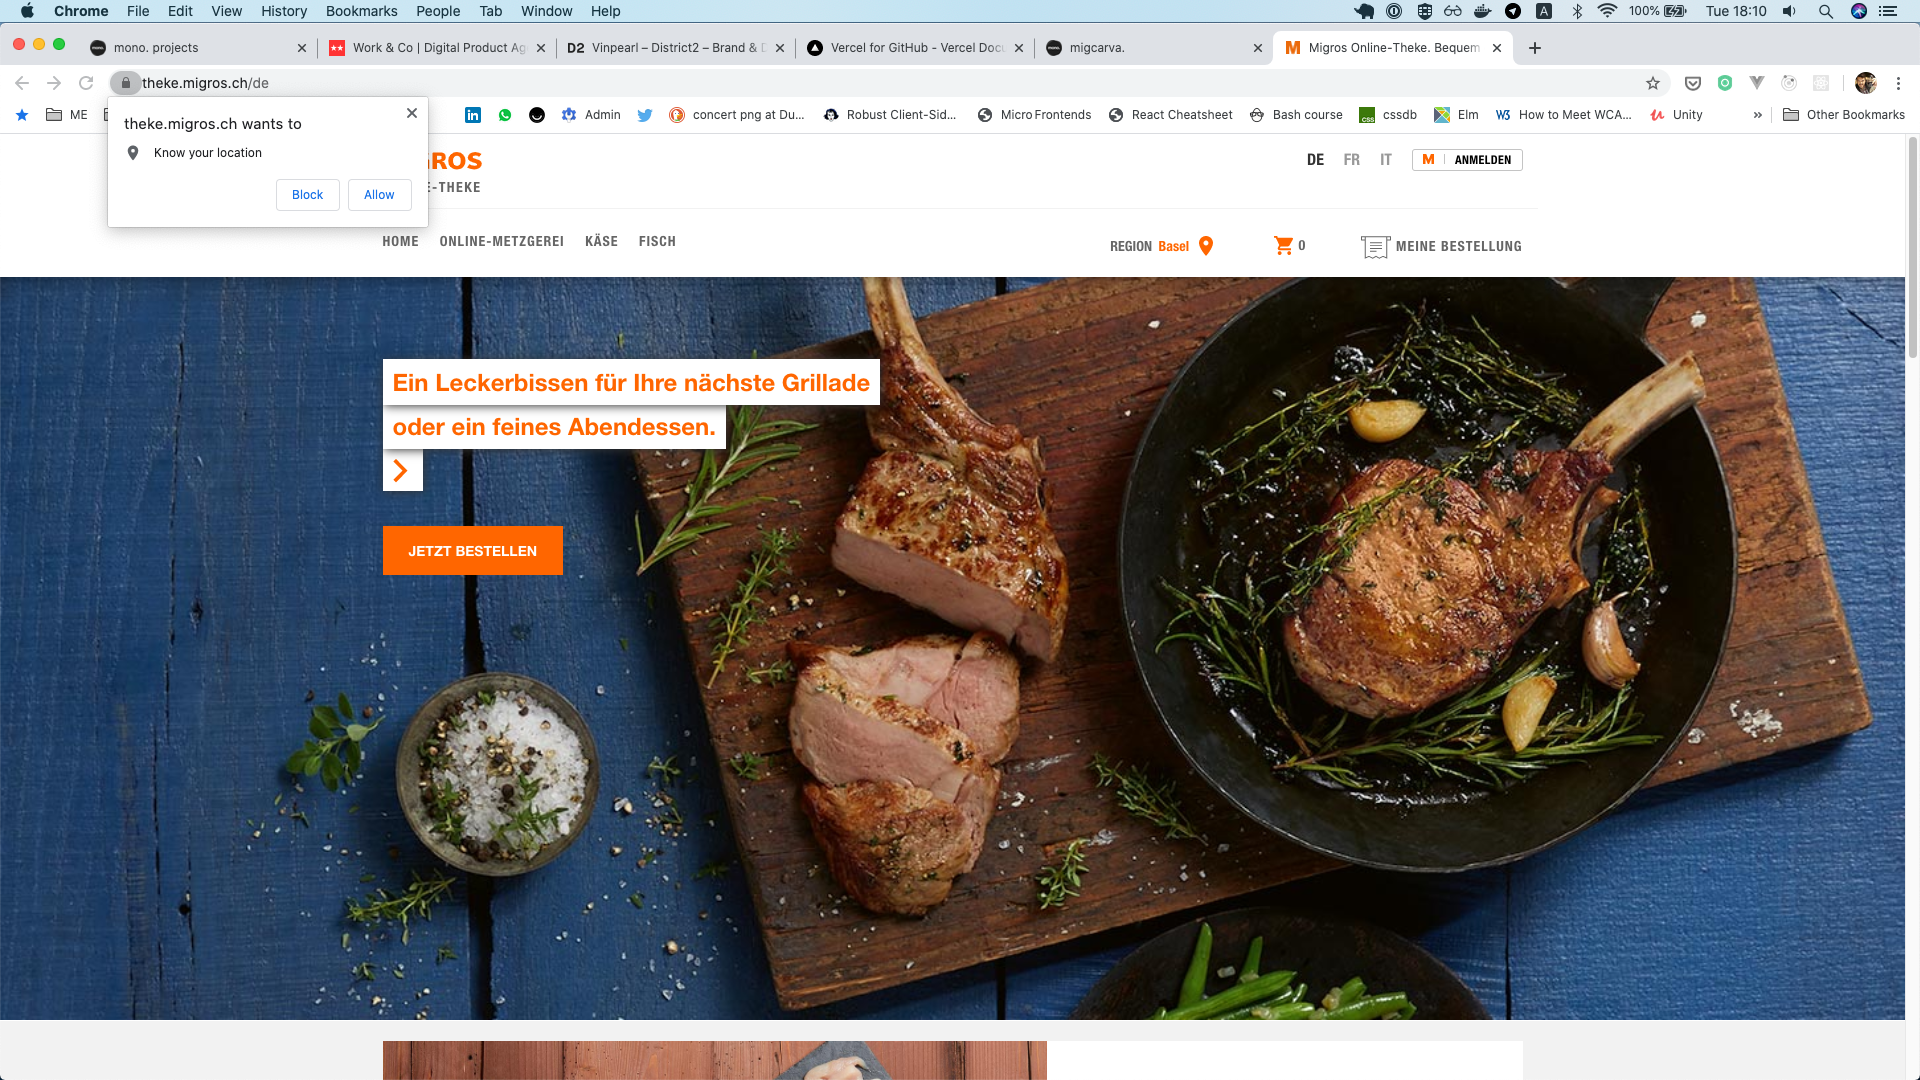 Chrome File Edit View History Bookmarks People Tab Window Help
100% Tue 18:10
mono. projects
Work & Co | Digital Product Ag
D2 Vinpearl – District2 – Brand & D
Vercel for GitHub - Vercel Docu
migcarva.
Migros Online-Theke. Bequem
theke.migros.ch/de
ME
Admin
concert png at Du...
Robust Client-Sid...
Micro Frontends
React Cheatsheet
Bash course
cssdb
Elm
How to Meet WCA...
Unity
»
Other Bookmarks
theke.migros.ch wants to
Know your location
Block Allow
GROS
E-THEKE
DE FR IT M ANMELDEN
HOME ONLINE-METZGEREI KÄSE FISCH
REGION Basel 0 MEINE BESTELLUNG
Ein Leckerbissen für Ihre nächste Grillade
oder ein feines Abendessen.
JETZT BESTELLEN